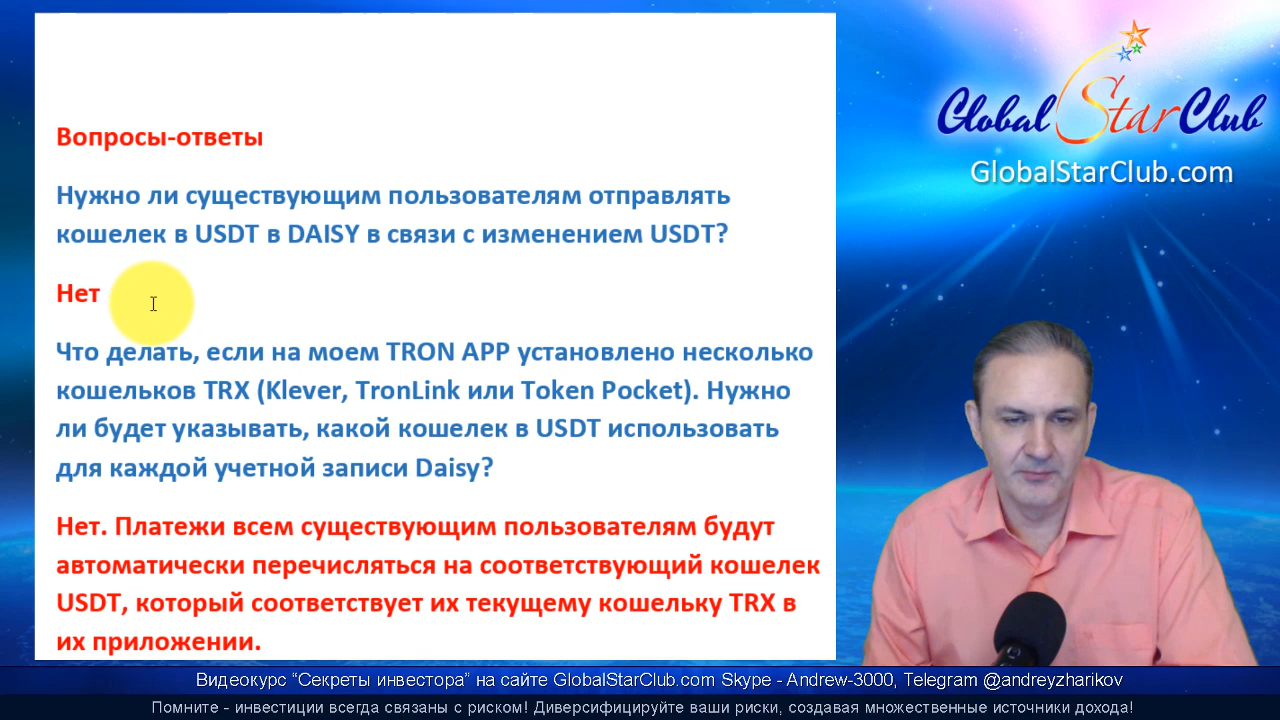 Вопросы-ответы
Нужно ли существующим пользователям отправлять
кошелек в USDT в DAISY в связи с изменением USDT?
Нет
Что делать, если на моем TRON APP установлено несколько
кошельков TRX (Klever, TronLink или Token Pocket). Нужно
ли будет указывать, какой кошелек в USDT использовать
для каждой учетной записи Daisy?
Нет. Платежи всем существующим пользователям будут
автоматически перечисляться на соответствующий кошелек
USDT, который соответствует их текущему кошельку TRX в
их приложении.
Global Star Club
GlobalStarClub.com
Видеокурс “Секреты инвестора” на сайте GlobalStarClub.com Skype - Andrew-3000, Telegram @andreyzharikov
Помните - инвестиции всегда связаны с риском! Диверсифицируйте ваши риски, создавая множественные источники дохода!